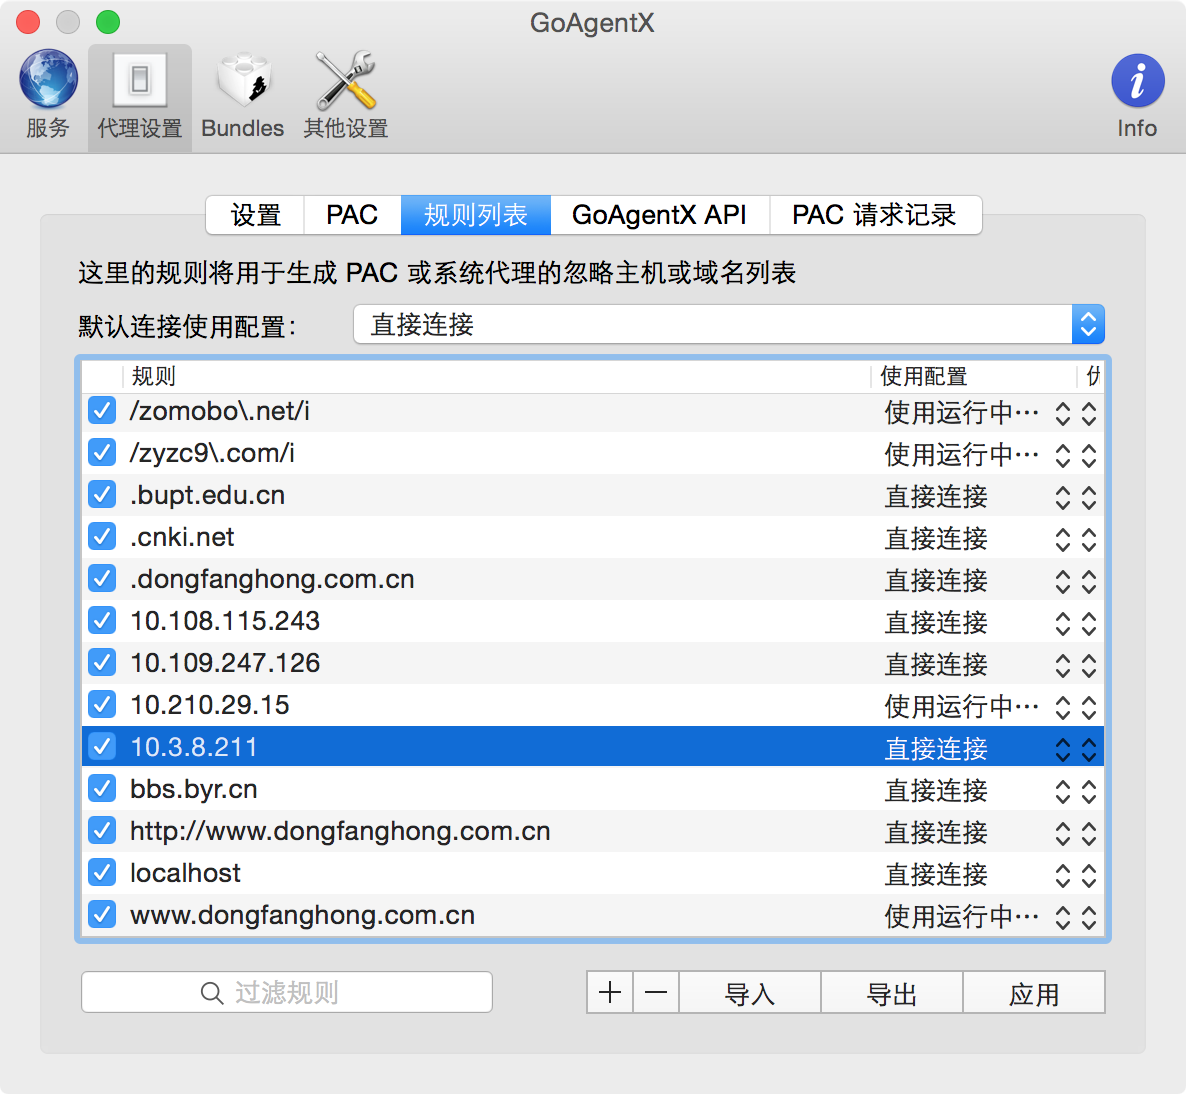 GoAgentX
服务 代理设置 Bundles 其他设置 Info
设置 PAC 规则列表 GoAgentX API PAC 请求记录
这里的规则将用于生成 PAC 或系统代理的忽略主机或域名列表
默认连接使用配置: 直接连接
规则 使用配置
/zomobo\.net/i 使用运行中…
/zyzc9\.com/i 使用运行中…
.bupt.edu.cn 直接连接
.cnki.net 直接连接
.dongfanghong.com.cn 直接连接
10.108.115.243 直接连接
10.109.247.126 直接连接
10.210.29.15 使用运行中…
10.3.8.211 直接连接
bbs.byr.cn 直接连接
http://www.dongfanghong.com.cn 直接连接
localhost 直接连接
www.dongfanghong.com.cn 使用运行中…
过滤规则 + − 导入 导出 应用